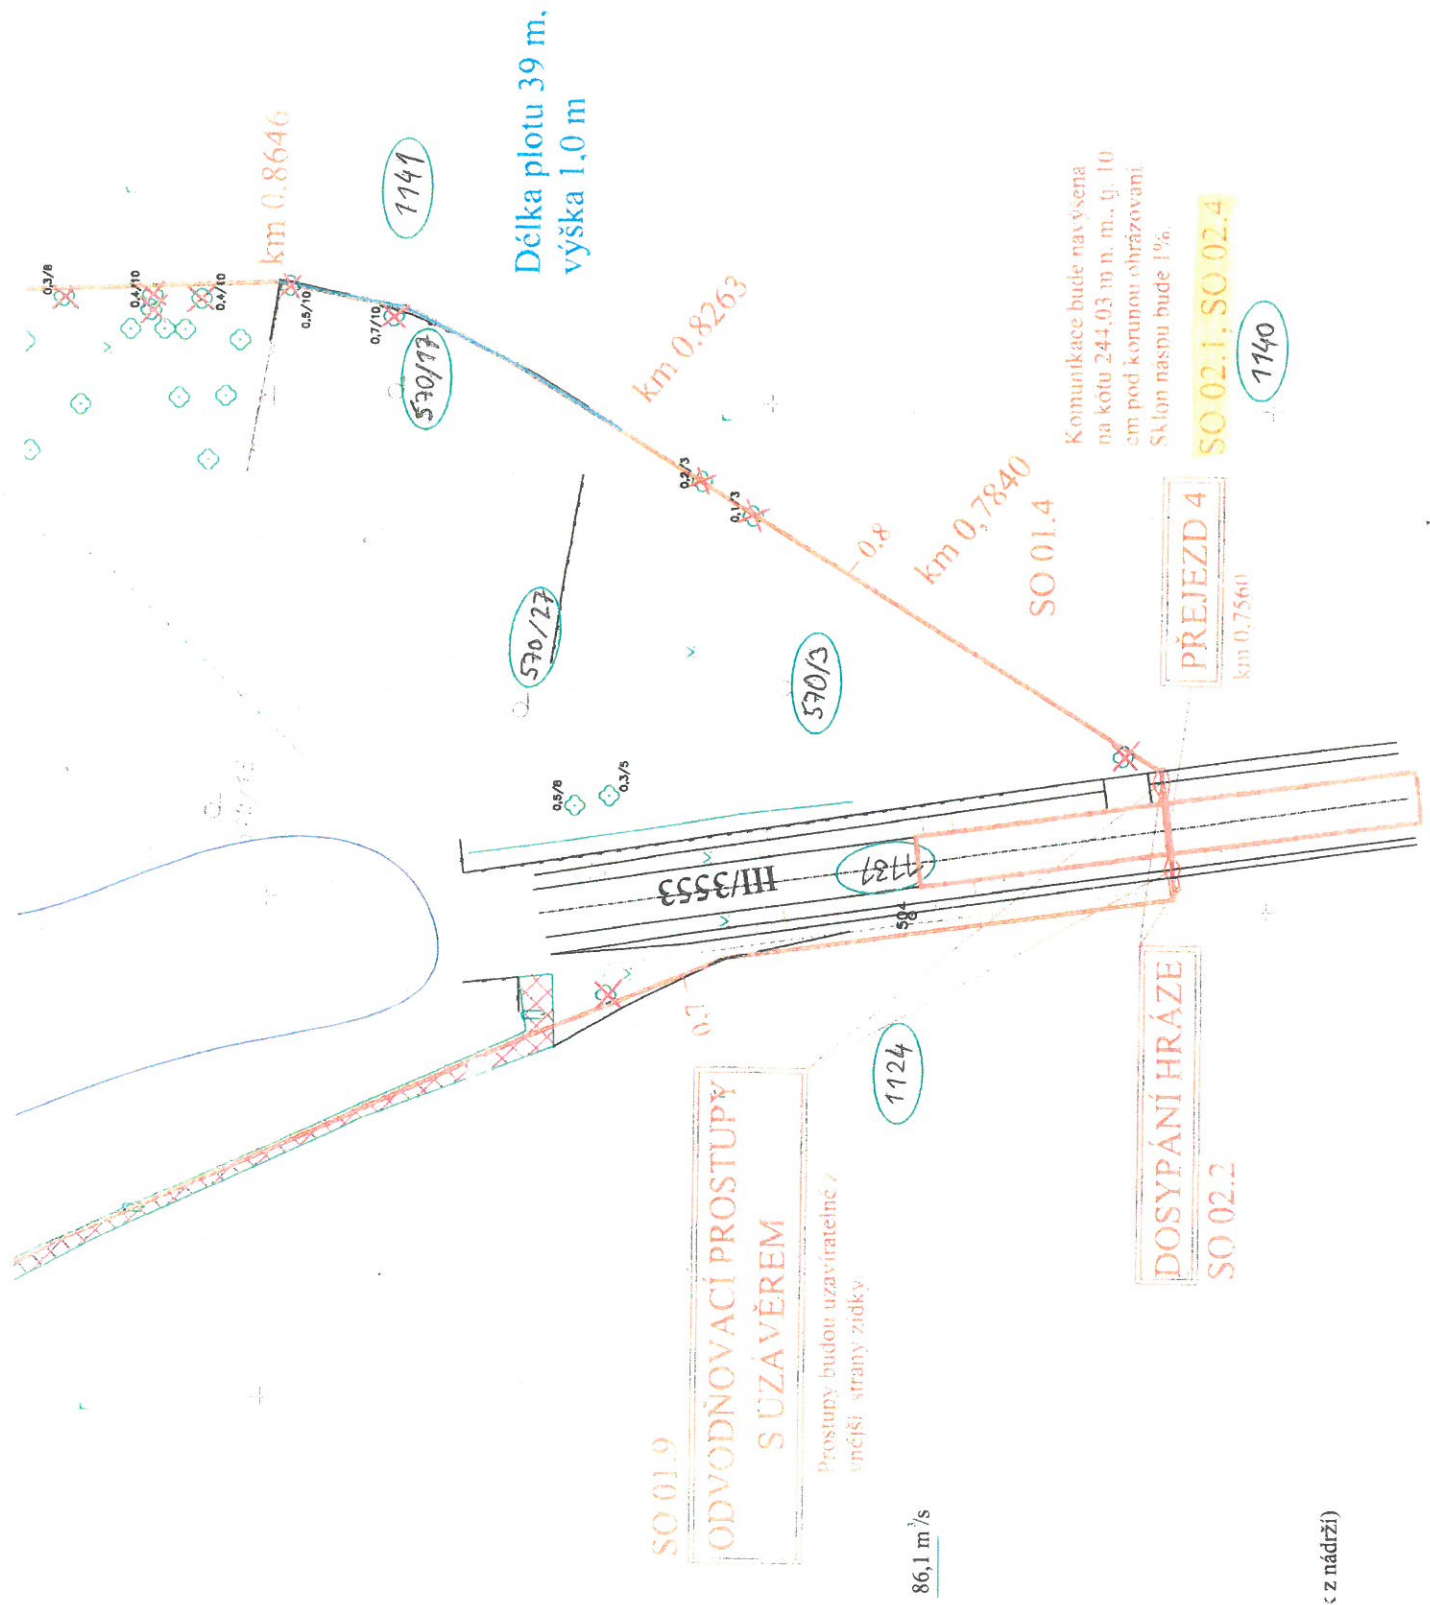 km 0.8646
1141
Délka plotu 39 m,
výška 1,0 m
0,3/8
0,4/10
0,4/10
0,5/10
0,7/10
570/17
km 0.8263
0,2/3
0,1/3
0.8
km 0,7840
SO 01.4
Komunikace bude navýšena
na kótu 244,03 m n. m., tj. 10
cm pod korunou ohrázování
Sklon náspu bude 1%.
SO 02.1, SO 02.4
1140
PŘEJEZD 4
km 0,7560
570/27
570/3
0,5/8
0,3/5
III/3553
1137
504
0.7
1124
SO 01.9
ODVODŇOVACÍ PROSTUPY
S UZÁVĚREM
Prostupy budou uzavíratelné z
vnější strany zídky
DOSYPÁNÍ HRÁZE
SO 02.2
86,1 m³/s
z nádrží)